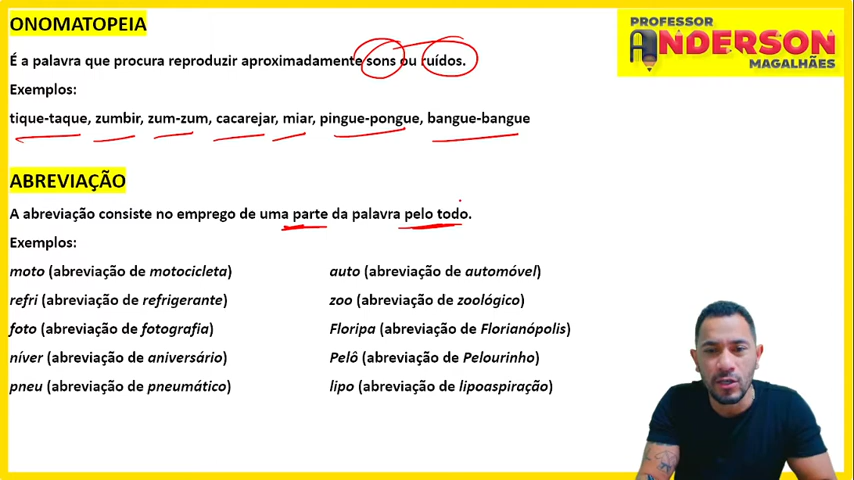 ONOMATOPEIA
PROFESSOR
ANDERSON
MAGALHÃES
É a palavra que procura reproduzir aproximadamente sons ou ruídos.
Exemplos:
tique-taque, zumbir, zum-zum, cacarejar, miar, pingue-pongue, bangue-bangue
ABREVIAÇÃO
A abreviação consiste no emprego de uma parte da palavra pelo todo.
Exemplos:
moto (abreviação de motocicleta)
refri (abreviação de refrigerante)
foto (abreviação de fotografia)
níver (abreviação de aniversário)
pneu (abreviação de pneumático)
auto (abreviação de automóvel)
zoo (abreviação de zoológico)
Floripa (abreviação de Florianópolis)
Pelô (abreviação de Pelourinho)
lipo (abreviação de lipoaspiração)